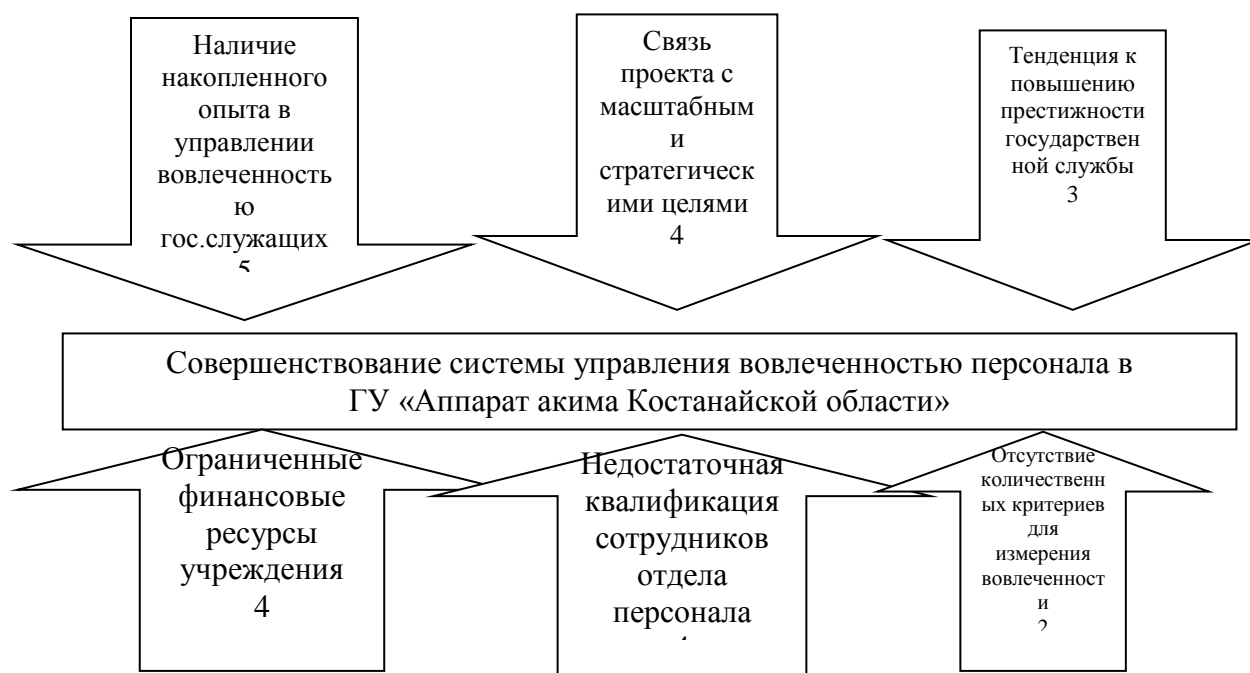 Наличие
накопленного
опыта в
управлении
вовлеченность
ю
гос.служащих
5
Связь
проекта с
масштабным
и
стратегическ
ими целями
4
Тенденция к
повышению
престижности
государствен
ной службы
3
Совершенствование системы управления вовлеченностью персонала в
ГУ «Аппарат акима Костанайской области»
Ограниченные
финансовые
ресурсы
учреждения
4
Недостаточная
квалификация
сотрудников
отдела
персонала
Отсутствие
количественн
ых критериев
для
измерения
вовлеченност
и
2